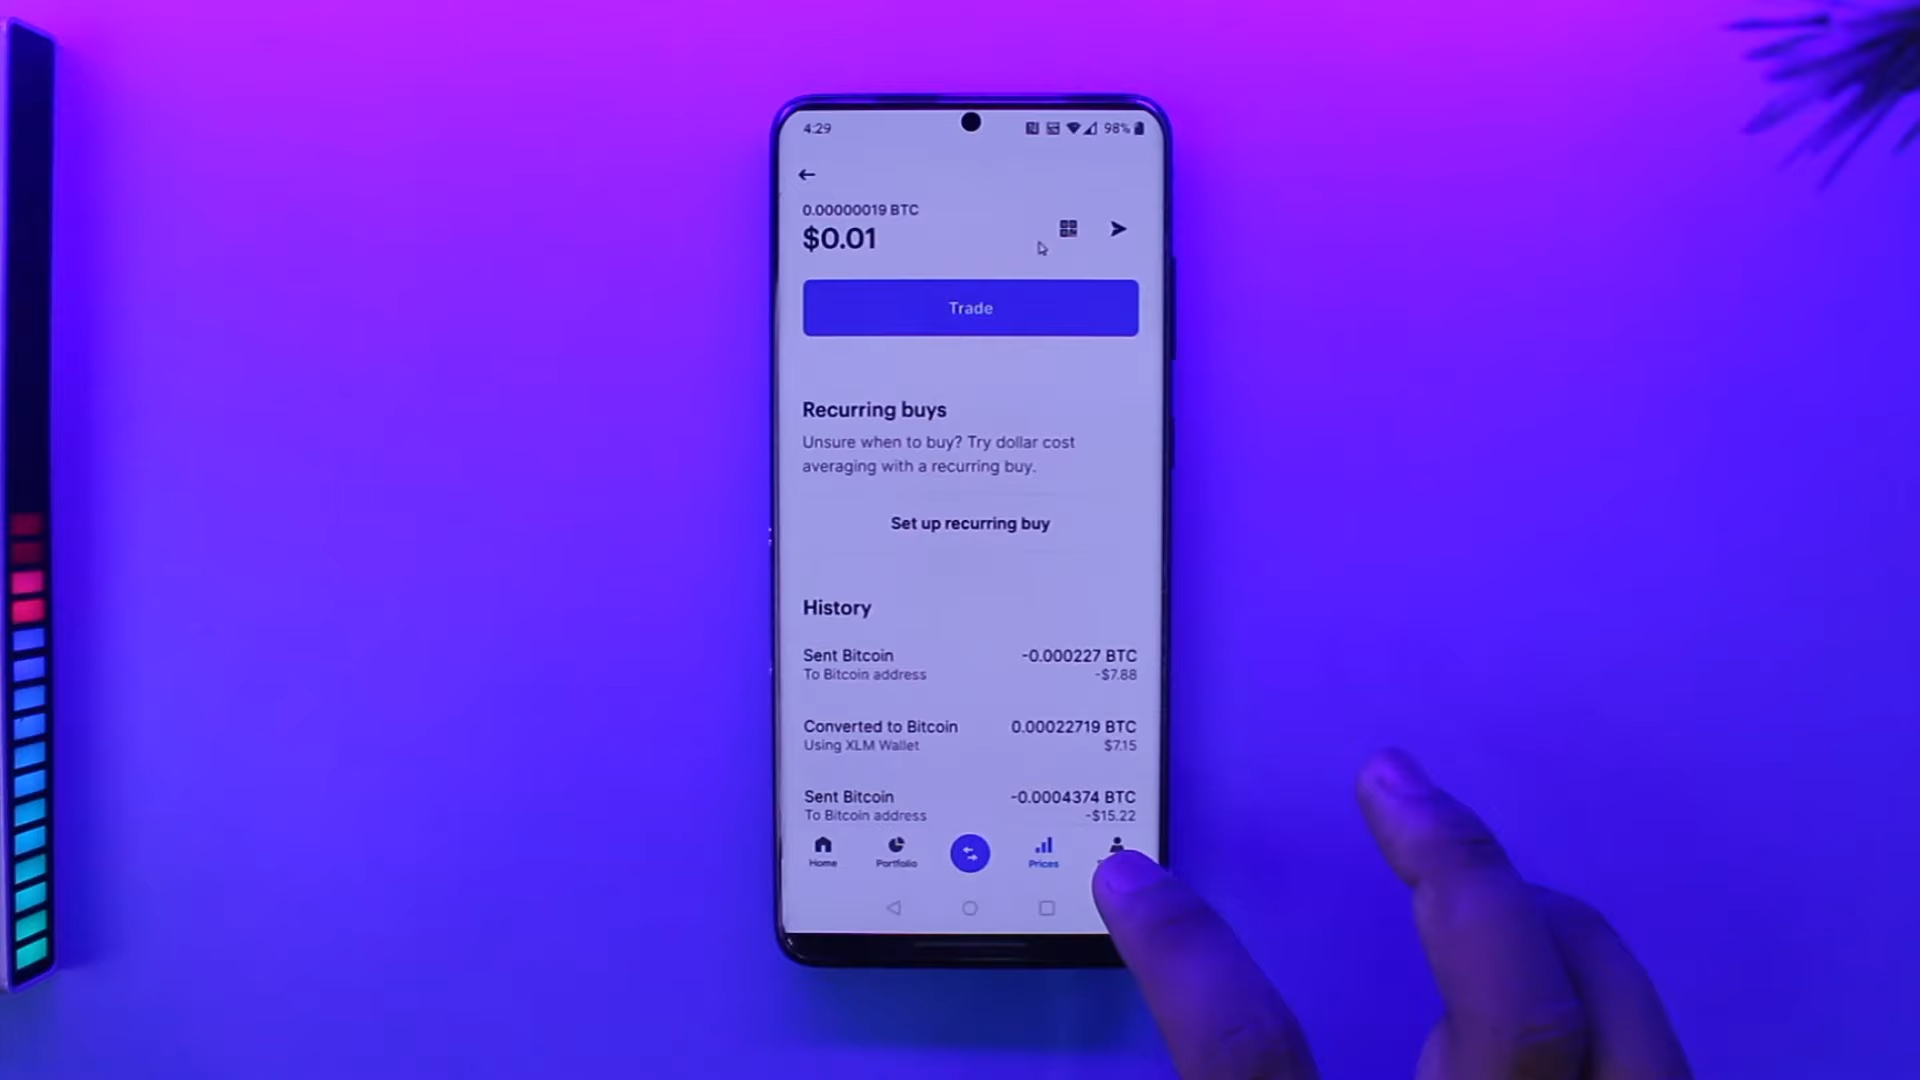 4:29
98%
0.00000019 BTC
$0.01
Trade
Recurring buys
Unsure when to buy? Try dollar cost
averaging with a recurring buy.
Set up recurring buy
History
Sent Bitcoin -0.000227 BTC
To Bitcoin address -$7.88
Converted to Bitcoin 0.00022719 BTC
Using XLM Wallet $7.15
Sent Bitcoin -0.0004374 BTC
To Bitcoin address -$15.22
Home Portfolio Prices